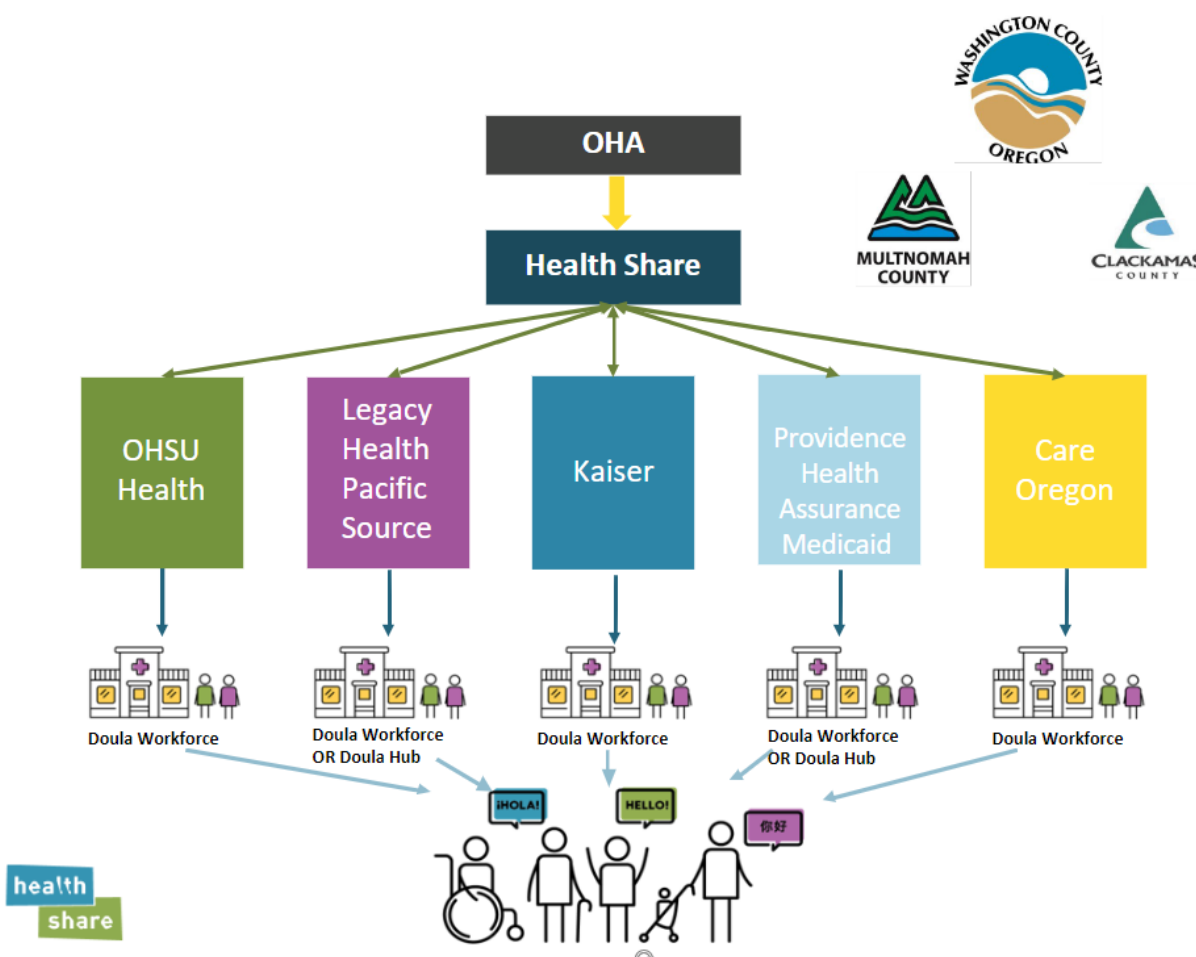 WASHINGTON COUNTY
OREGON
OHA
MULTNOMAH
COUNTY
CLACKAMAS
COUNTY
Health Share
OHSU
Health
Legacy
Health
Pacific
Source
Kaiser
Providence
Health
Assurance
Medicaid
Care
Oregon
Doula Workforce
Doula Workforce
OR Doula Hub
Doula Workforce
Doula Workforce
OR Doula Hub
Doula Workforce
¡HOLA!
HELLO!
你好
health
share